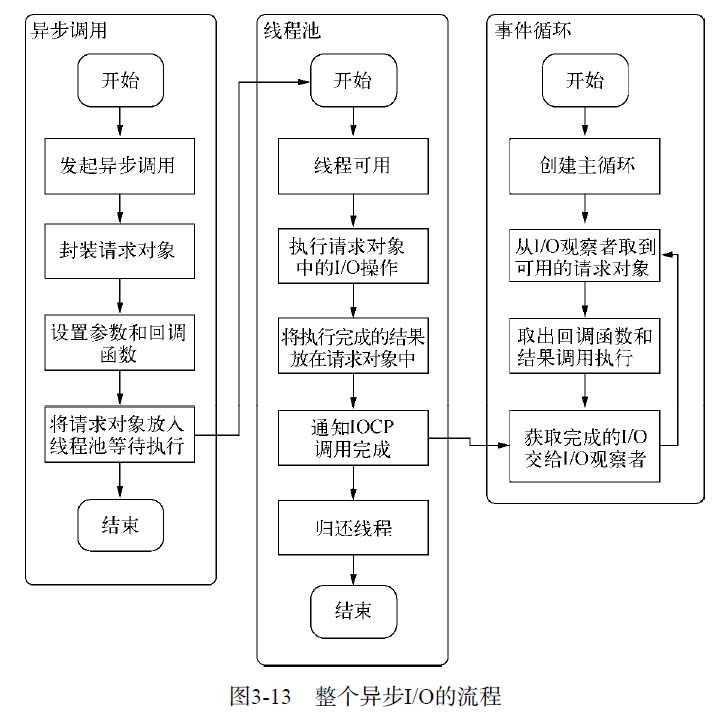 异步调用
开始
发起异步调用
封装请求对象
设置参数和回调
函数
将请求对象放入
线程池等待执行
结束
线程池
开始
线程可用
执行请求对象
中的I/O操作
将执行完成的结果
放在请求对象中
通知IOCP
调用完成
归还线程
结束
事件循环
开始
创建主循环
从I/O观察者取到
可用的请求对象
取出回调函数和
结果调用执行
获取完成的I/O
交给I/O观察者
图3-13 整个异步I/O的流程